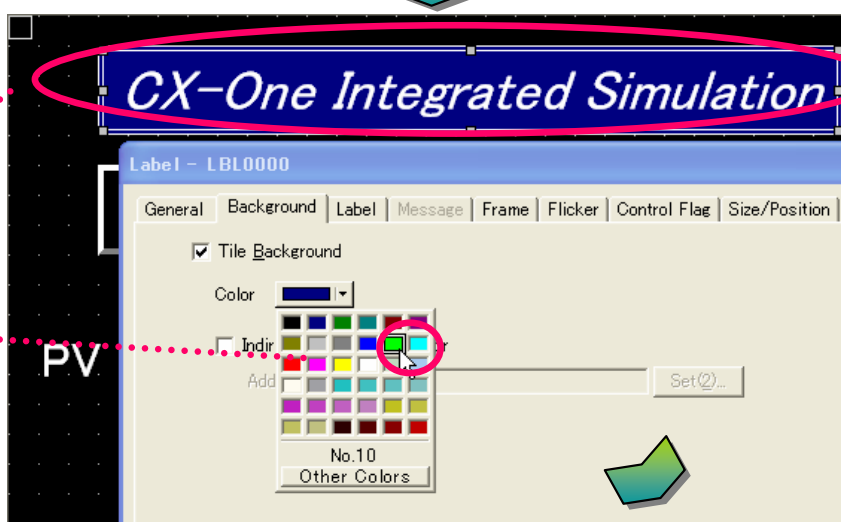 CX-One Integrated Simulation
Label - LBL0000
General Background Label Message Frame Flicker Control Flag Size/Position
Tile Background
Color
Indir r
PV
Add Set(2)...
No.10
Other Colors